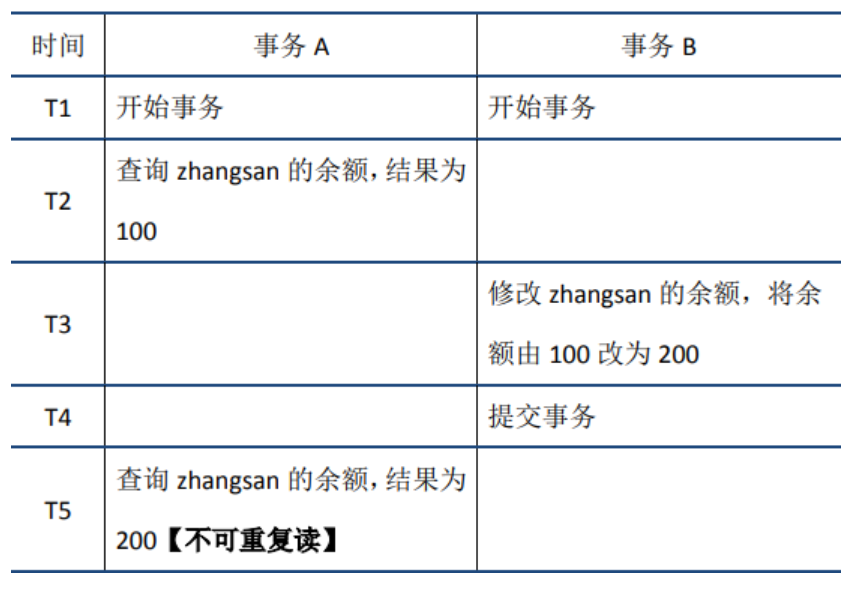 时间 事务 A 事务 B
T1 开始事务 开始事务
查询 zhangsan 的余额，结果为
T2
100
修改 zhangsan 的余额，将余
T3
额由 100 改为 200
T4 提交事务
查询 zhangsan 的余额，结果为
T5
200【不可重复读】